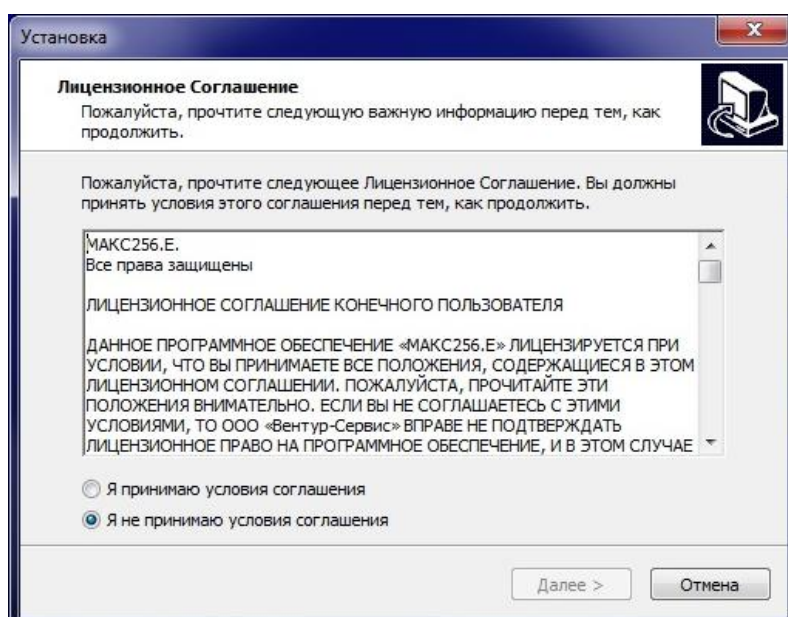 Установка
Лицензионное Соглашение
Пожалуйста, прочтите следующую важную информацию перед тем, как
продолжить.
Пожалуйста, прочтите следующее Лицензионное Соглашение. Вы должны
принять условия этого соглашения перед тем, как продолжить.
МАКС256.Е.
Все права защищены
ЛИЦЕНЗИОННОЕ СОГЛАШЕНИЕ КОНЕЧНОГО ПОЛЬЗОВАТЕЛЯ
ДАННОЕ ПРОГРАММНОЕ ОБЕСПЕЧЕНИЕ «МАКС256.Е» ЛИЦЕНЗИРУЕТСЯ ПРИ
УСЛОВИИ, ЧТО ВЫ ПРИНИМАЕТЕ ВСЕ ПОЛОЖЕНИЯ, СОДЕРЖАЩИЕСЯ В ЭТОМ
ЛИЦЕНЗИОННОМ СОГЛАШЕНИИ. ПОЖАЛУЙСТА, ПРОЧИТАЙТЕ ЭТИ
ПОЛОЖЕНИЯ ВНИМАТЕЛЬНО. ЕСЛИ ВЫ НЕ СОГЛАШАЕТЕСЬ С ЭТИМИ
УСЛОВИЯМИ, ТО ООО «Вентур-Сервис» ВПРАВЕ НЕ ПОДТВЕРЖДАТЬ
ЛИЦЕНЗИОННОЕ ПРАВО НА ПРОГРАММНОЕ ОБЕСПЕЧЕНИЕ, И В ЭТОМ СЛУЧАЕ
Я принимаю условия соглашения
Я не принимаю условия соглашения
Далее > Отмена